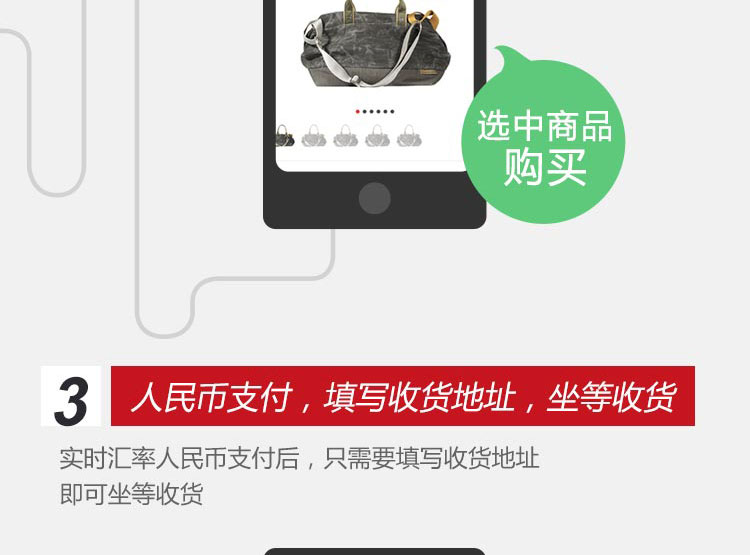 选中商品
购买
3
人民币支付，填写收货地址，坐等收货
实时汇率人民币支付后，只需要填写收货地址
即可坐等收货